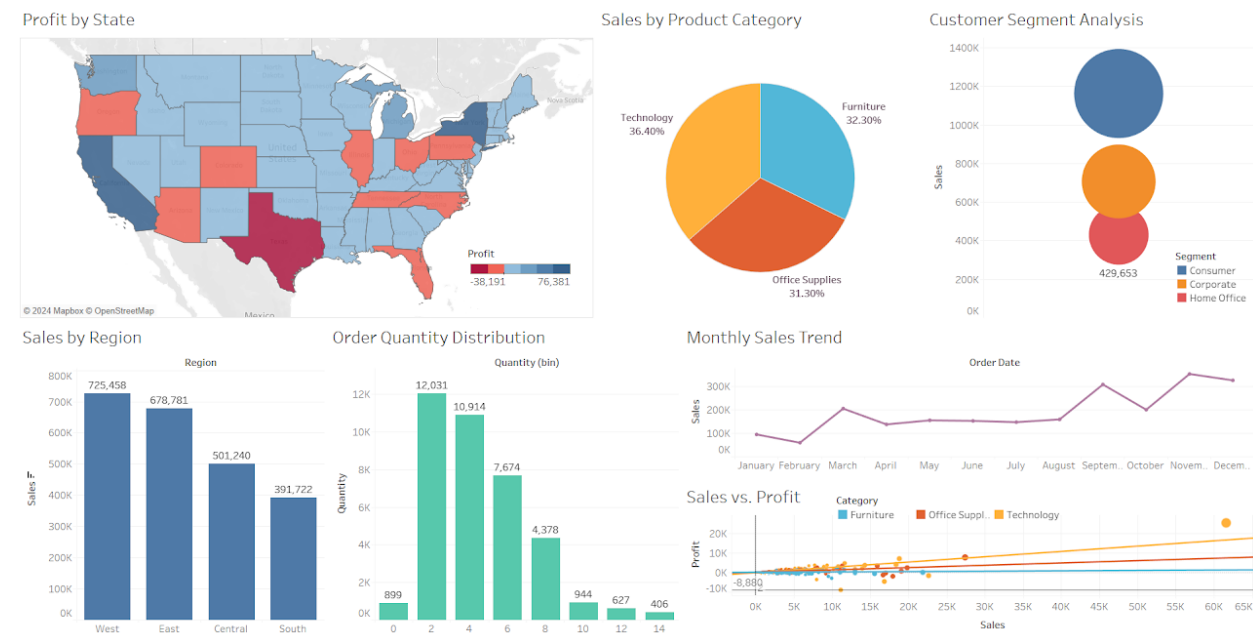 Profit by State
Sales by Product Category
Customer Segment Analysis
United
States
Nova Scotia
Mexico
Profit
-38,191 76,381
© 2024 Mapbox © OpenStreetMap
Technology
36.40%
Furniture
32.30%
Office Supplies
31.30%
1400K
1200K
1000K
800K
600K
400K
200K
0K
Sales
429,653
Segment
Consumer
Corporate
Home Office
Sales by Region
Region
800K
700K
600K
500K
400K
300K
200K
100K
0K
Sales
725,458
678,781
501,240
391,722
West East Central South
Order Quantity Distribution
Quantity (bin)
12K
10K
8K
6K
4K
2K
0K
Quantity
899
12,031
10,914
7,674
4,378
944
627
406
0 2 4 6 8 10 12 14
Monthly Sales Trend
Order Date
300K
200K
100K
0K
Sales
January February March April May June July August Septem.. October Novem.. Decem..
Sales vs. Profit
Category
Furniture Office Suppl.. Technology
20K
10K
0K
-10K
Profit
-8,880
0K 5K 10K 15K 20K 25K 30K 35K 40K 45K 50K 55K 60K 65K
Sales